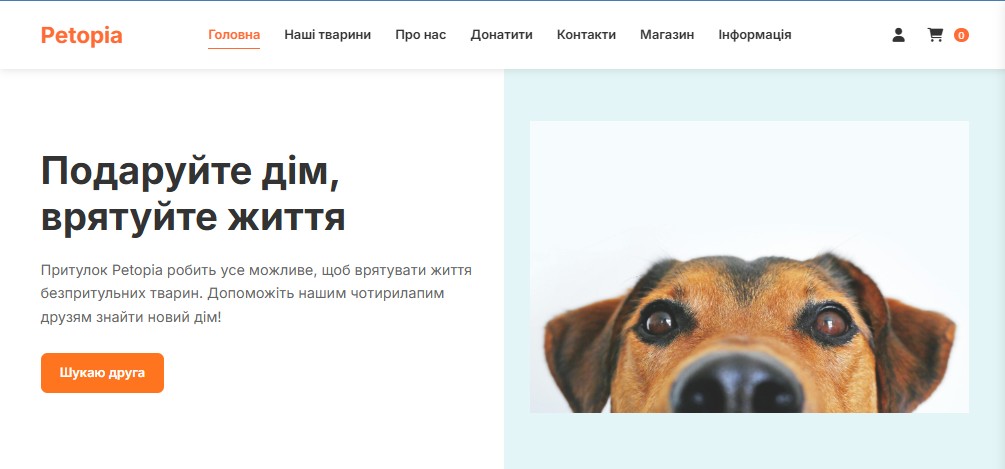 Petopia
Головна
Наші тварини
Про нас
Донатити
Контакти
Магазин
Інформація
0
Подаруйте дім,
врятуйте життя
Притулок Petopia робить усе можливе, щоб врятувати життя
безпритульних тварин. Допоможіть нашим чотирилапим
друзям знайти новий дім!
Шукаю друга